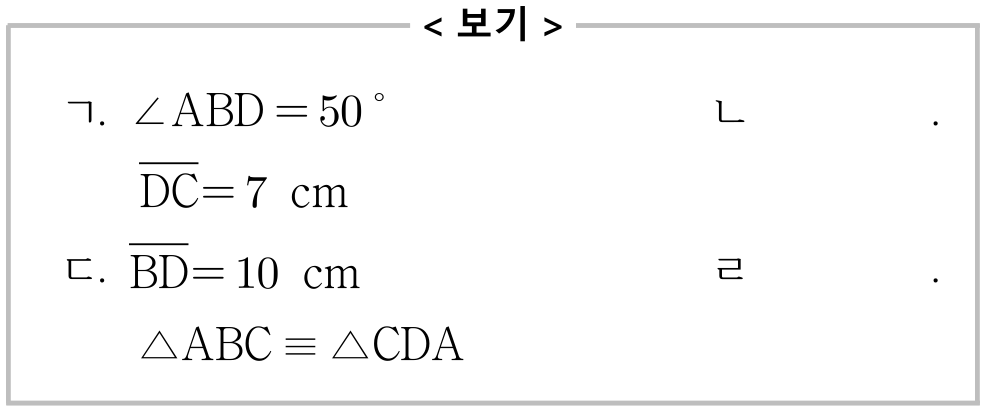 < 보기 >
ㄱ. ∠ABD = 50° ㄴ .
DC = 7 cm
ㄷ. BD = 10 cm ㄹ .
△ABC ≡ △CDA